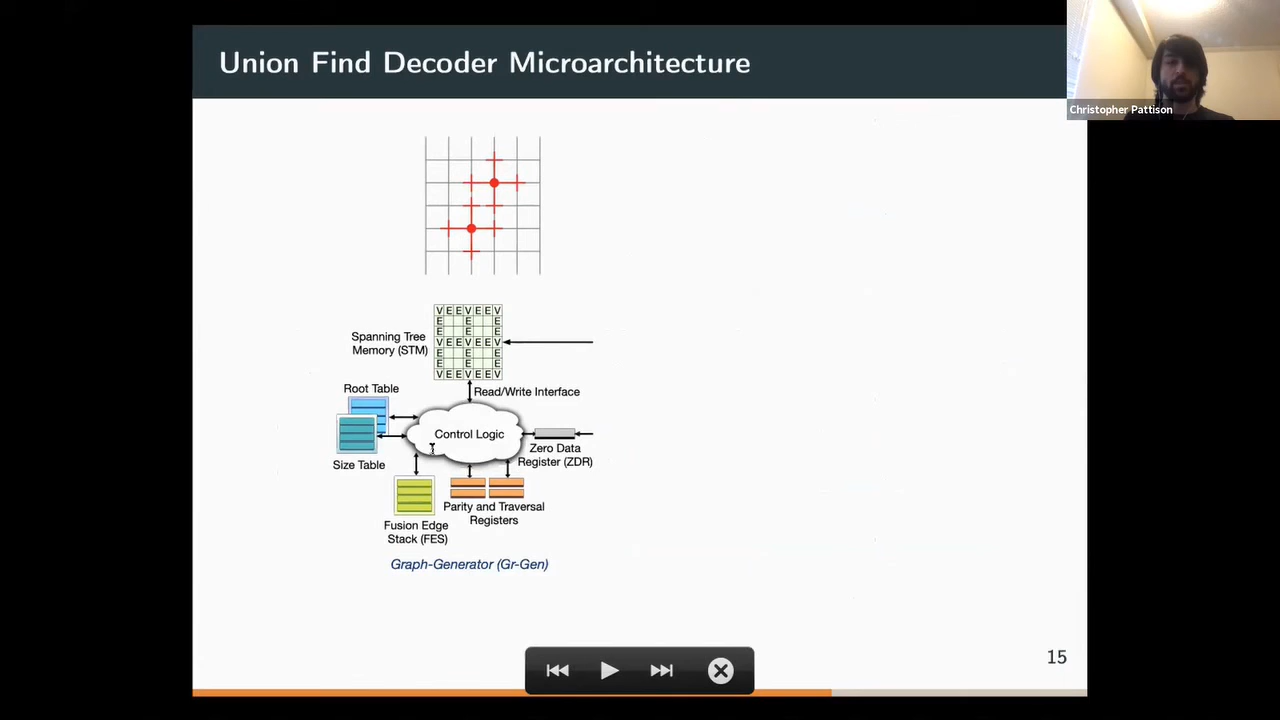 Union Find Decoder Microarchitecture
Christopher Pattison
V E E V E E V
E E E
E E E
V E E V E E V
E E E
E E E
V E E V E E V
Spanning Tree
Memory (STM)
Root Table
Read/Write Interface
Control Logic
Size Table
Zero Data
Register (ZDR)
Fusion Edge
Stack (FES)
Parity and Traversal
Registers
Graph-Generator (Gr-Gen)
15